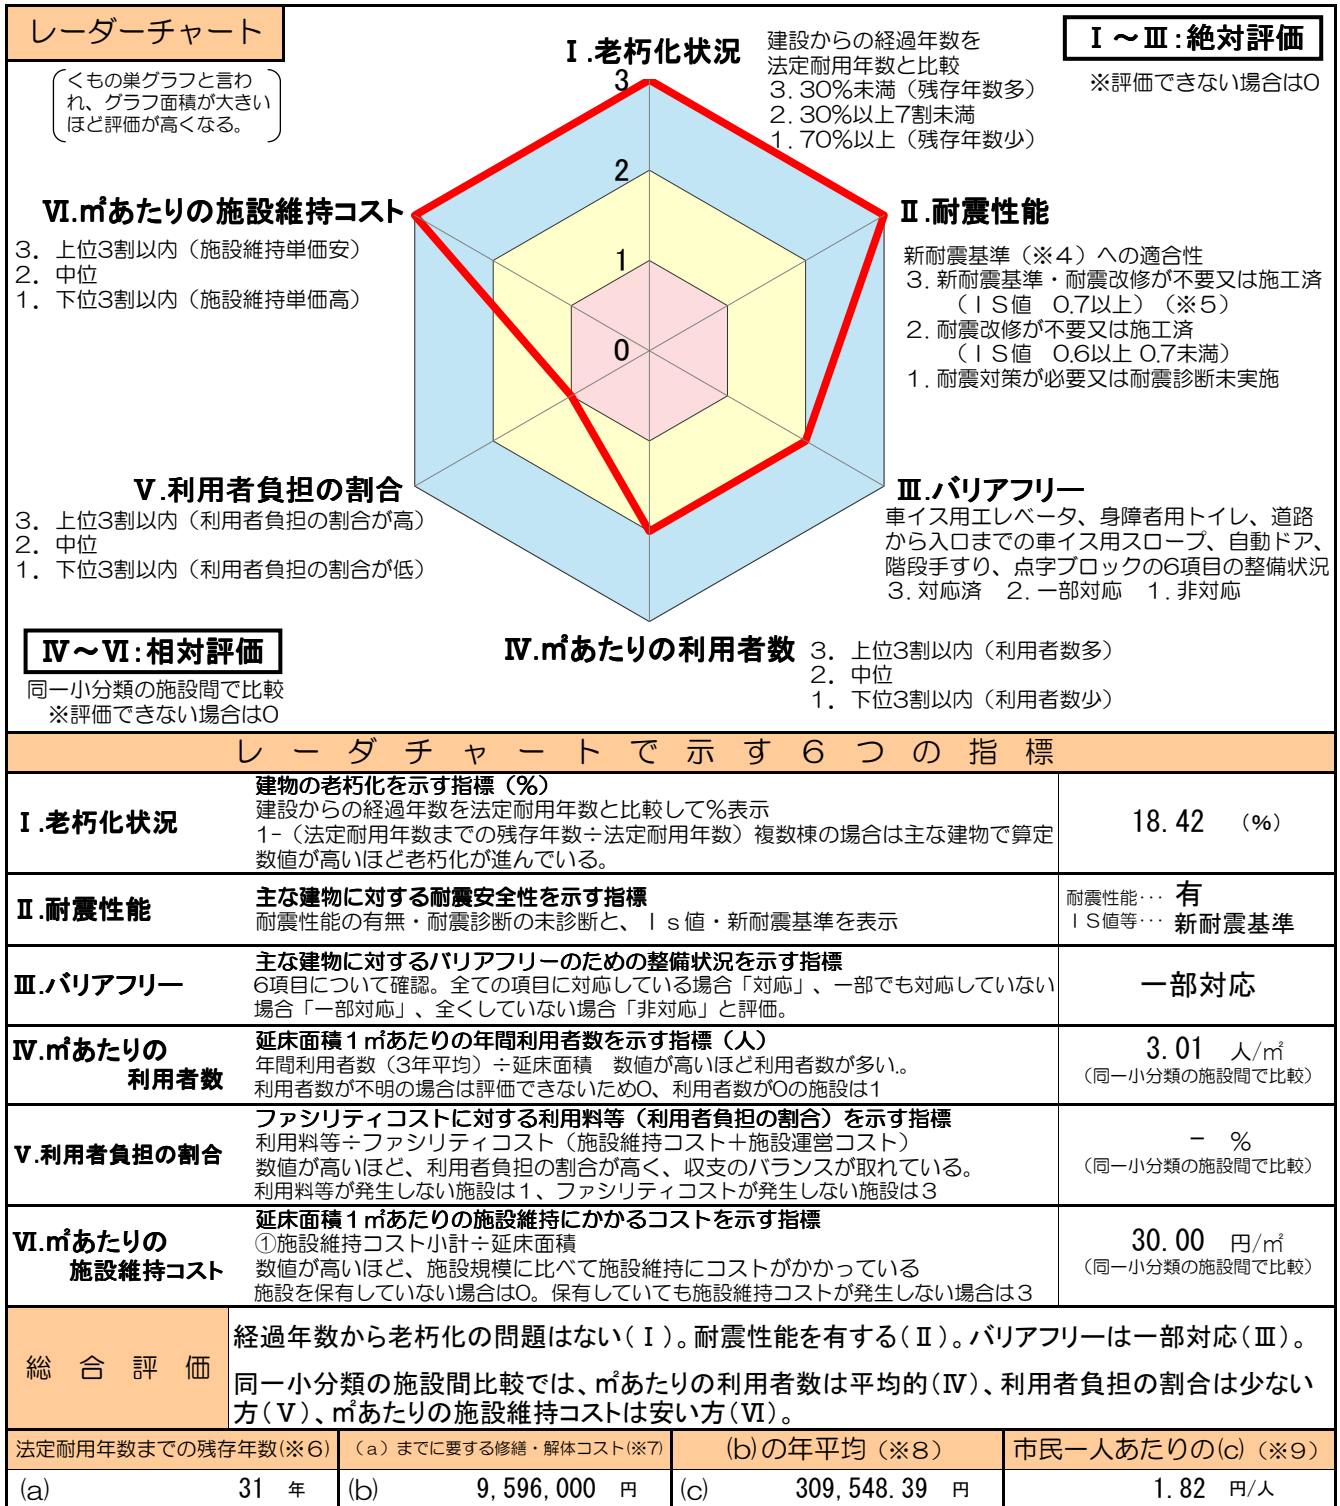 レーダーチャート
くもの巣グラフと言わ
れ、グラフ面積が大きい
ほど評価が高くなる。
Ⅰ.老朽化状況
建設からの経過年数を
法定耐用年数と比較
3. 30%未満（残存年数多）
2. 30%以上7割未満
1. 70%以上（残存年数少）
Ⅰ～Ⅲ:絶対評価
※評価できない場合は0
3
2
1
0
Ⅵ.㎡あたりの施設維持コスト
3. 上位3割以内（施設維持単価安）
2. 中位
1. 下位3割以内（施設維持単価高）
Ⅱ.耐震性能
新耐震基準（※4）への適合性
3. 新耐震基準・耐震改修が不要又は施工済
（ＩＳ値 0.7以上）（※5）
2. 耐震改修が不要又は施工済
（ＩＳ値 0.6以上 0.7未満）
1. 耐震対策が必要又は耐震診断未実施
Ⅴ.利用者負担の割合
3. 上位3割以内（利用者負担の割合が高）
2. 中位
1. 下位3割以内（利用者負担の割合が低）
Ⅲ.バリアフリー
車イス用エレベータ、身障者用トイレ、道路
から入口までの車イス用スロープ、自動ドア、
階段手すり、点字ブロックの6項目の整備状況
3. 対応済 2. 一部対応 1. 非対応
Ⅳ～Ⅵ:相対評価
同一小分類の施設間で比較
※評価できない場合は0
Ⅳ.㎡あたりの利用者数
3. 上位3割以内（利用者数多）
2. 中位
1. 下位3割以内（利用者数少）
レーダチャートで示す6つの指標
Ⅰ.老朽化状況
建物の老朽化を示す指標（%）
建設からの経過年数を法定耐用年数と比較して%表示
1-（法定耐用年数までの残存年数÷法定耐用年数）複数棟の場合は主な建物で算定
数値が高いほど老朽化が進んでいる。
18.42 （%）
Ⅱ.耐震性能
主な建物に対する耐震安全性を示す指標
耐震性能の有無・耐震診断の未診断と、Ｉｓ値・新耐震基準を表示
耐震性能… 有
ＩＳ値等… 新耐震基準
Ⅲ.バリアフリー
主な建物に対するバリアフリーのための整備状況を示す指標
6項目について確認。全ての項目に対応している場合「対応」、一部でも対応していない
場合「一部対応」、全くしていない場合「非対応」と評価。
一部対応
Ⅳ.㎡あたりの
利用者数
延床面積１㎡あたりの年間利用者数を示す指標（人）
年間利用者数（3年平均）÷延床面積 数値が高いほど利用者数が多い。
利用者数が不明の場合は評価できないため0、利用者数が0の施設は1
3.01 人/㎡
（同一小分類の施設間で比較）
Ⅴ.利用者負担の割合
ファシリティコストに対する利用料等（利用者負担の割合）を示す指標
利用料等÷ファシリティコスト（施設維持コスト＋施設運営コスト）
数値が高いほど、利用者負担の割合が高く、収支のバランスが取れている。
利用料等が発生しない施設は１、ファシリティコストが発生しない施設は３
- %
（同一小分類の施設間で比較）
Ⅵ.㎡あたりの
施設維持コスト
延床面積１㎡あたりの施設維持にかかるコストを示す指標
①施設維持コスト小計÷延床面積
数値が高いほど、施設規模に比べて施設維持にコストがかかっている
施設を保有していない場合は0。保有していても施設維持コストが発生しない場合は３
30.00 円/㎡
（同一小分類の施設間で比較）
総合評価
経過年数から老朽化の問題はない(Ⅰ)。耐震性能を有する(Ⅱ)。バリアフリーは一部対応(Ⅲ)。
同一小分類の施設間比較では、㎡あたりの利用者数は平均的(Ⅳ)、利用者負担の割合は少ない
方(Ⅴ)、㎡あたりの施設維持コストは安い方(Ⅵ)。
法定耐用年数までの残存年数(※6)
（a）までに要する修繕・解体コスト(※7)
(b)の年平均（※8）
市民一人あたりの(c)（※9）
(a) 31 年
(b) 9,596,000 円
(c) 309,548.39 円
1.82 円/人